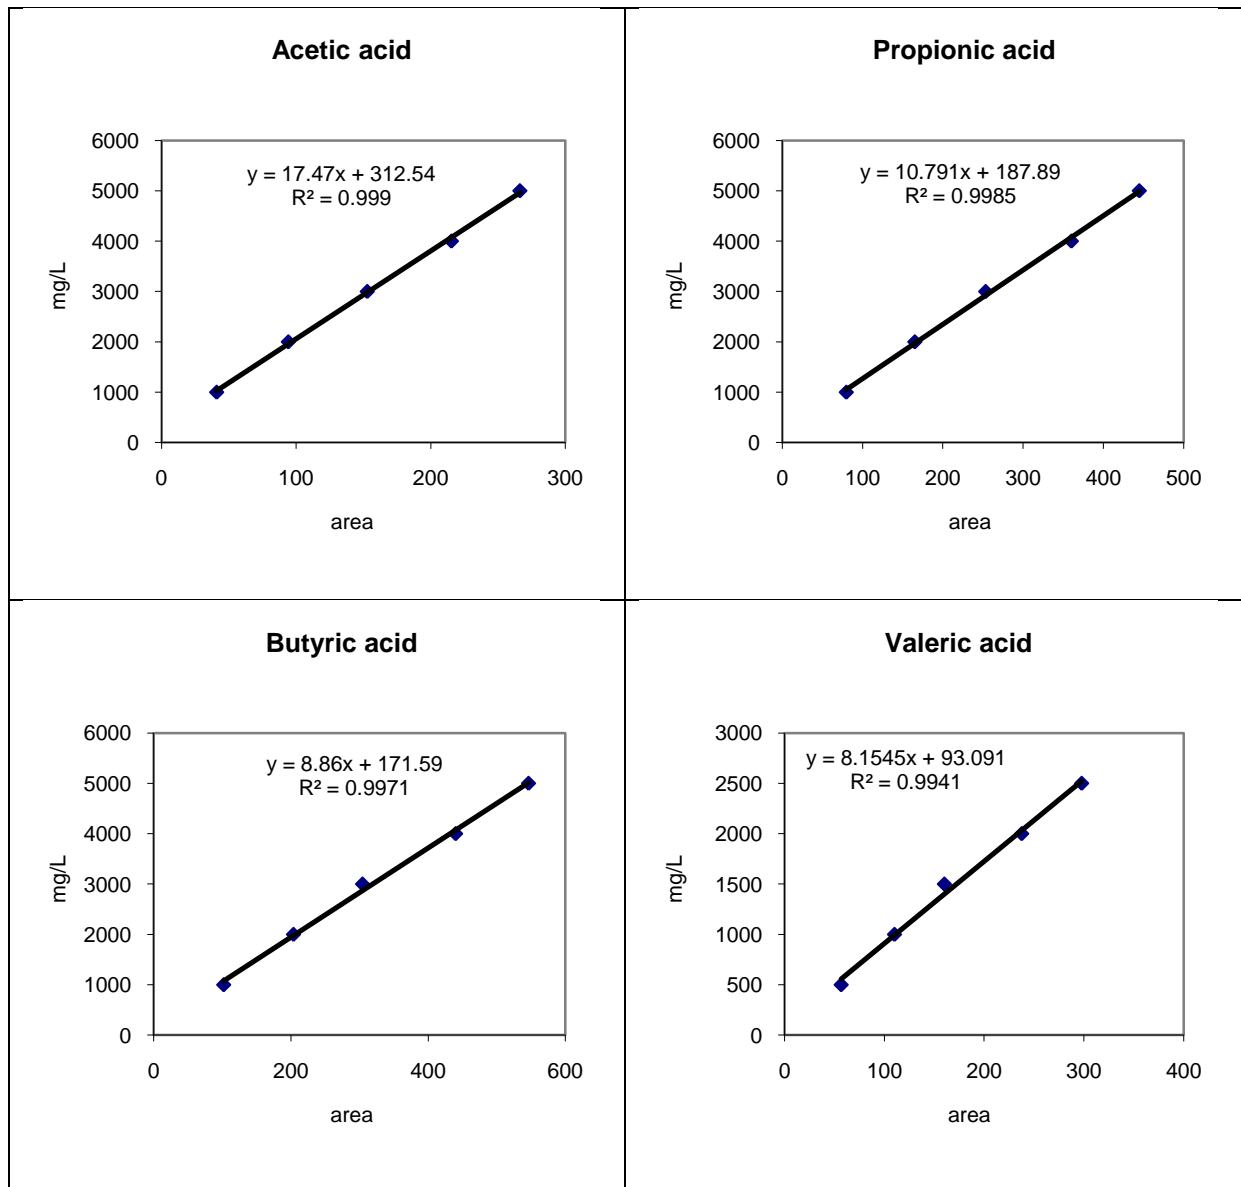 Acetic acid
6000
5000
4000
3000
2000
1000
0
mg/L
y = 17.47x + 312.54
R² = 0.999
0 100 200 300
area
Propionic acid
6000
5000
4000
3000
2000
1000
0
mg/L
y = 10.791x + 187.89
R² = 0.9985
0 100 200 300 400 500
area
Butyric acid
6000
5000
4000
3000
2000
1000
0
mg/L
y = 8.86x + 171.59
R² = 0.9971
0 200 400 600
area
Valeric acid
3000
2500
2000
1500
1000
500
0
mg/L
y = 8.1545x + 93.091
R² = 0.9941
0 100 200 300 400
area